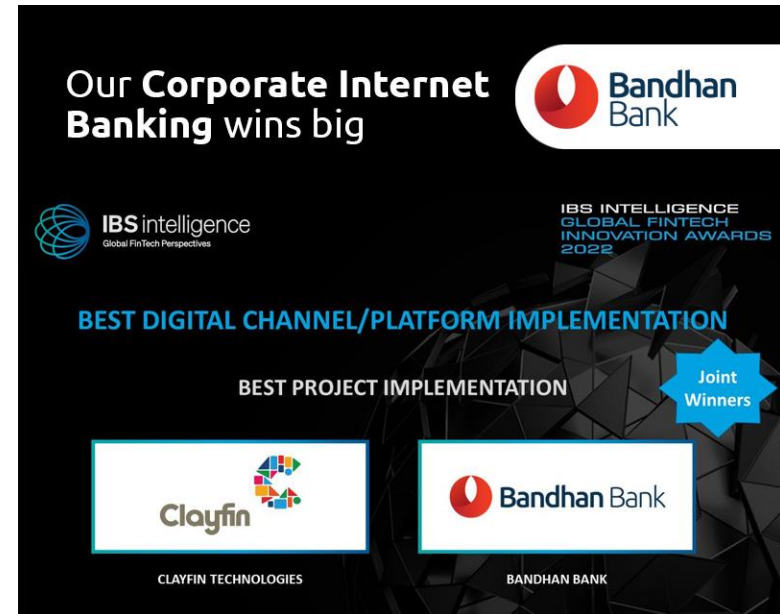 Our Corporate Internet
Banking wins big
Bandhan
Bank
IBS intelligence
Global FinTech Perspectives
IBS INTELLIGENCE
GLOBAL FINTECH
INNOVATION AWARDS
2022
BEST DIGITAL CHANNEL/PLATFORM IMPLEMENTATION
BEST PROJECT IMPLEMENTATION
Joint
Winners
Clayfin
Bandhan Bank
CLAYFIN TECHNOLOGIES
BANDHAN BANK